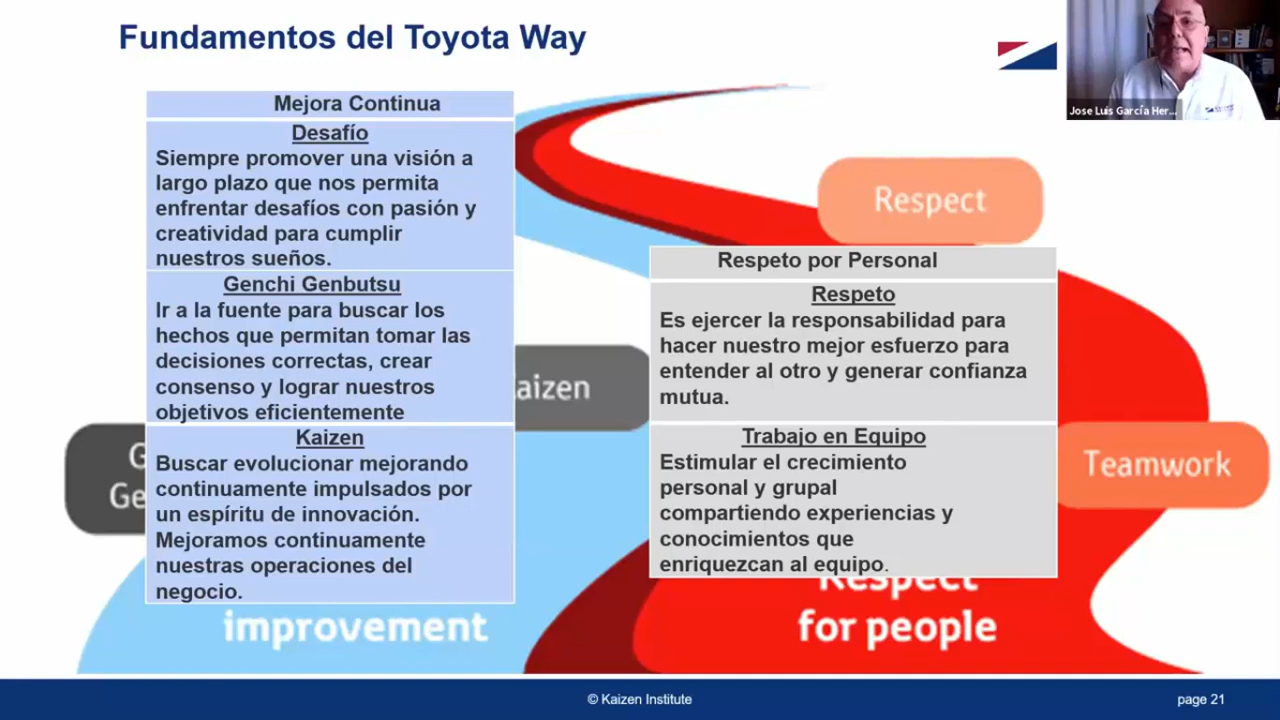 Fundamentos del Toyota Way
Jose Luis García Her...
Mejora Continua
Desafío
Siempre promover una visión a
largo plazo que nos permita
enfrentar desafíos con pasión y
creatividad para cumplir
nuestros sueños.
Genchi Genbutsu
Ir a la fuente para buscar los
hechos que permitan tomar las
decisiones correctas, crear
consenso y lograr nuestros
objetivos eficientemente
Kaizen
Buscar evolucionar mejorando
continuamente impulsados por
un espíritu de innovación.
Mejoramos continuamente
nuestras operaciones del
negocio.
aizen
G
Ge
improvement
Respect
Respeto por Personal
Respeto
Es ejercer la responsabilidad para
hacer nuestro mejor esfuerzo para
entender al otro y generar confianza
mutua.
Trabajo en Equipo
Estimular el crecimiento
personal y grupal
compartiendo experiencias y
conocimientos que
enriquezcan al equipo.
Teamwork
Respect
for people
© Kaizen Institute
page 21